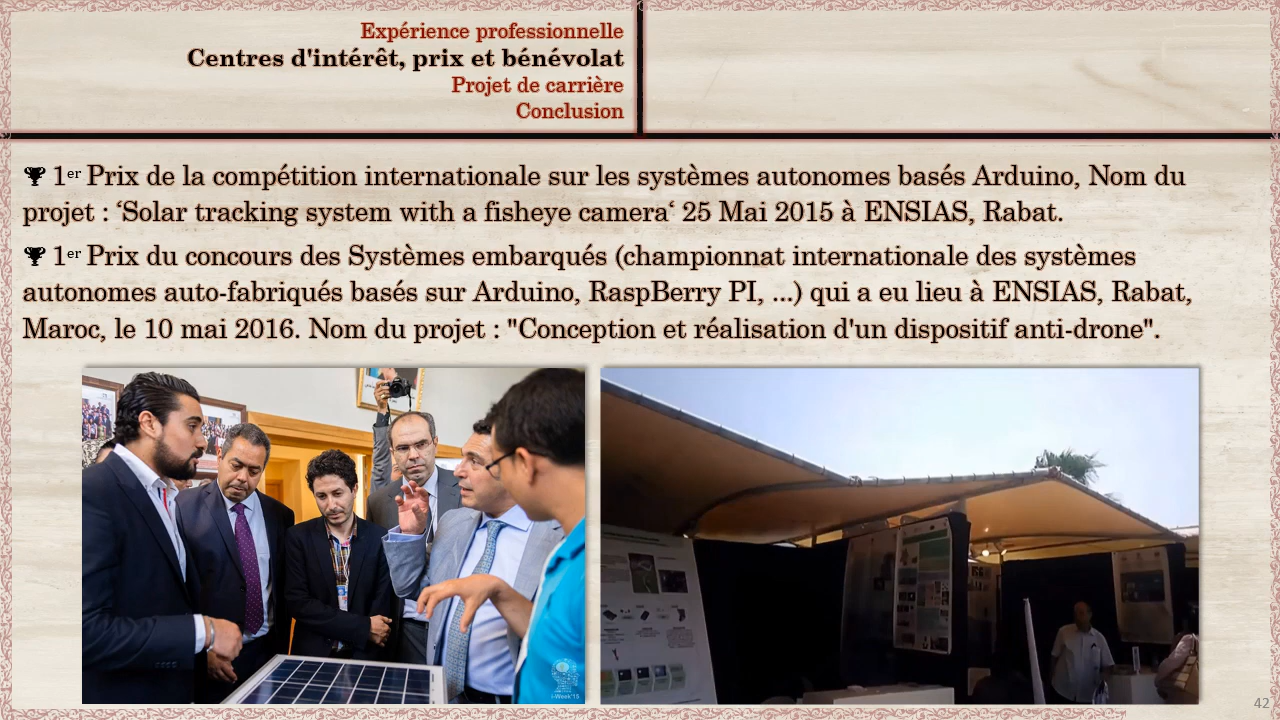 Expérience professionnelle
Centres d'intérêt, prix et bénévolat
Projet de carrière
Conclusion
🏆 1er Prix de la compétition internationale sur les systèmes autonomes basés Arduino, Nom du
projet : ‘Solar tracking system with a fisheye camera‘ 25 Mai 2015 à ENSIAS, Rabat.
🏆 1er Prix du concours des Systèmes embarqués (championnat internationale des systèmes
autonomes auto-fabriqués basés sur Arduino, RaspBerry PI, ...) qui a eu lieu à ENSIAS, Rabat,
Maroc, le 10 mai 2016. Nom du projet : "Conception et réalisation d'un dispositif anti-drone".
i-Week'15
42